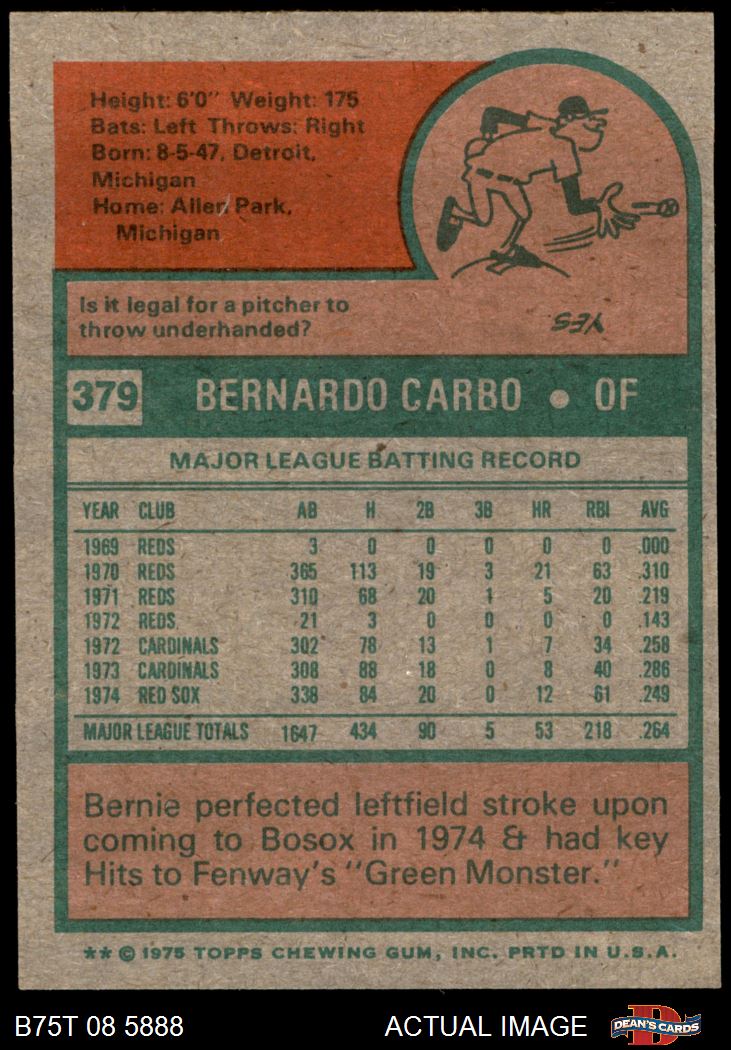 Height: 6'0" Weight: 175
Bats: Left Throws: Right
Born: 8-5-47, Detroit,
Michigan
Home: Allen Park,
Michigan
Is it legal for a pitcher to
throw underhanded?
YES
379 BERNARDO CARBO • OF
MAJOR LEAGUE BATTING RECORD
YEAR CLUB AB H 2B 3B HR RBI AVG
1969 REDS 3 0 0 0 0 0 .000
1970 REDS 365 113 19 3 21 63 .310
1971 REDS 310 68 20 1 5 20 .219
1972 REDS 21 3 0 0 0 0 .143
1972 CARDINALS 302 78 13 1 7 34 .258
1973 CARDINALS 308 88 18 0 8 40 .286
1974 RED SOX 338 84 20 0 12 61 .249
MAJOR LEAGUE TOTALS 1647 434 90 5 53 218 .264
Bernie perfected leftfield stroke upon
coming to Bosox in 1974 & had key
Hits to Fenway's "Green Monster."
** © 1975 TOPPS CHEWING GUM, INC. PRTD IN U.S.A.
B75T 08 5888 ACTUAL IMAGE D DEAN'S CARDS